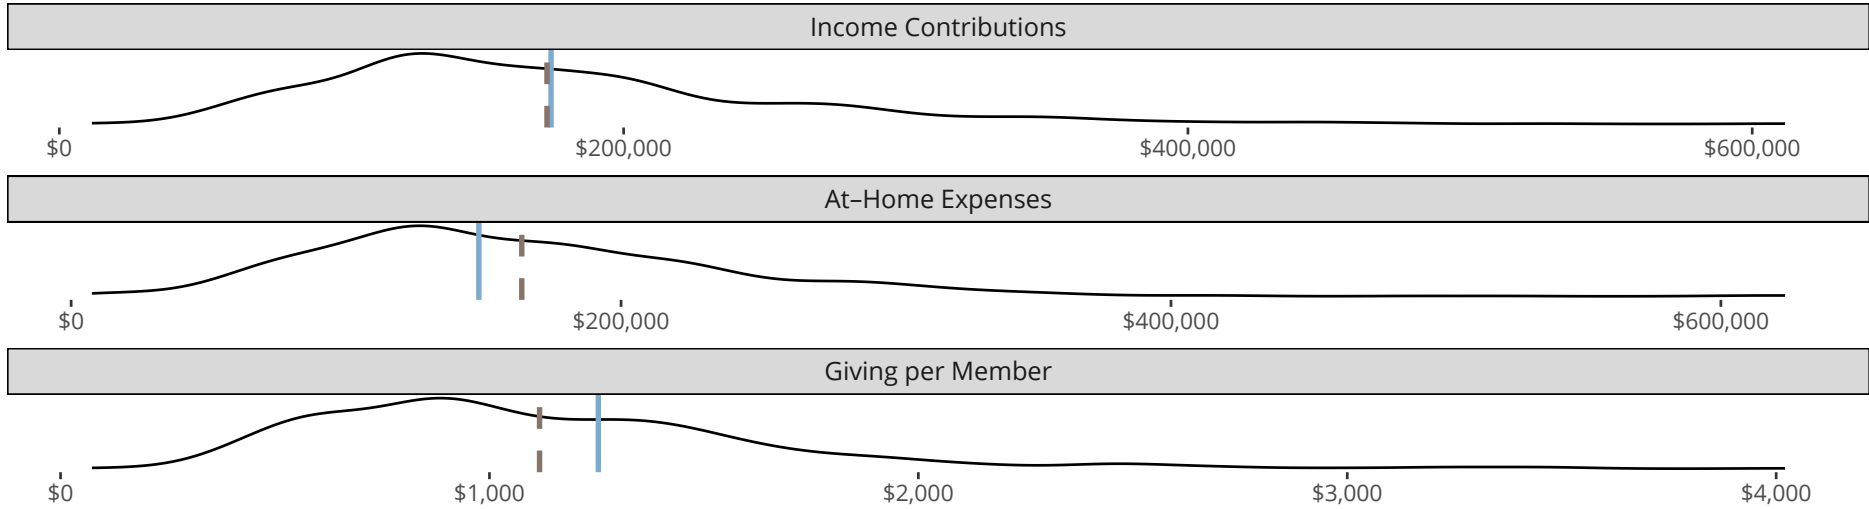 Income Contributions
$0 $200,000 $400,000 $600,000
At–Home Expenses
$0 $200,000 $400,000 $600,000
Giving per Member
$0 $1,000 $2,000 $3,000 $4,000